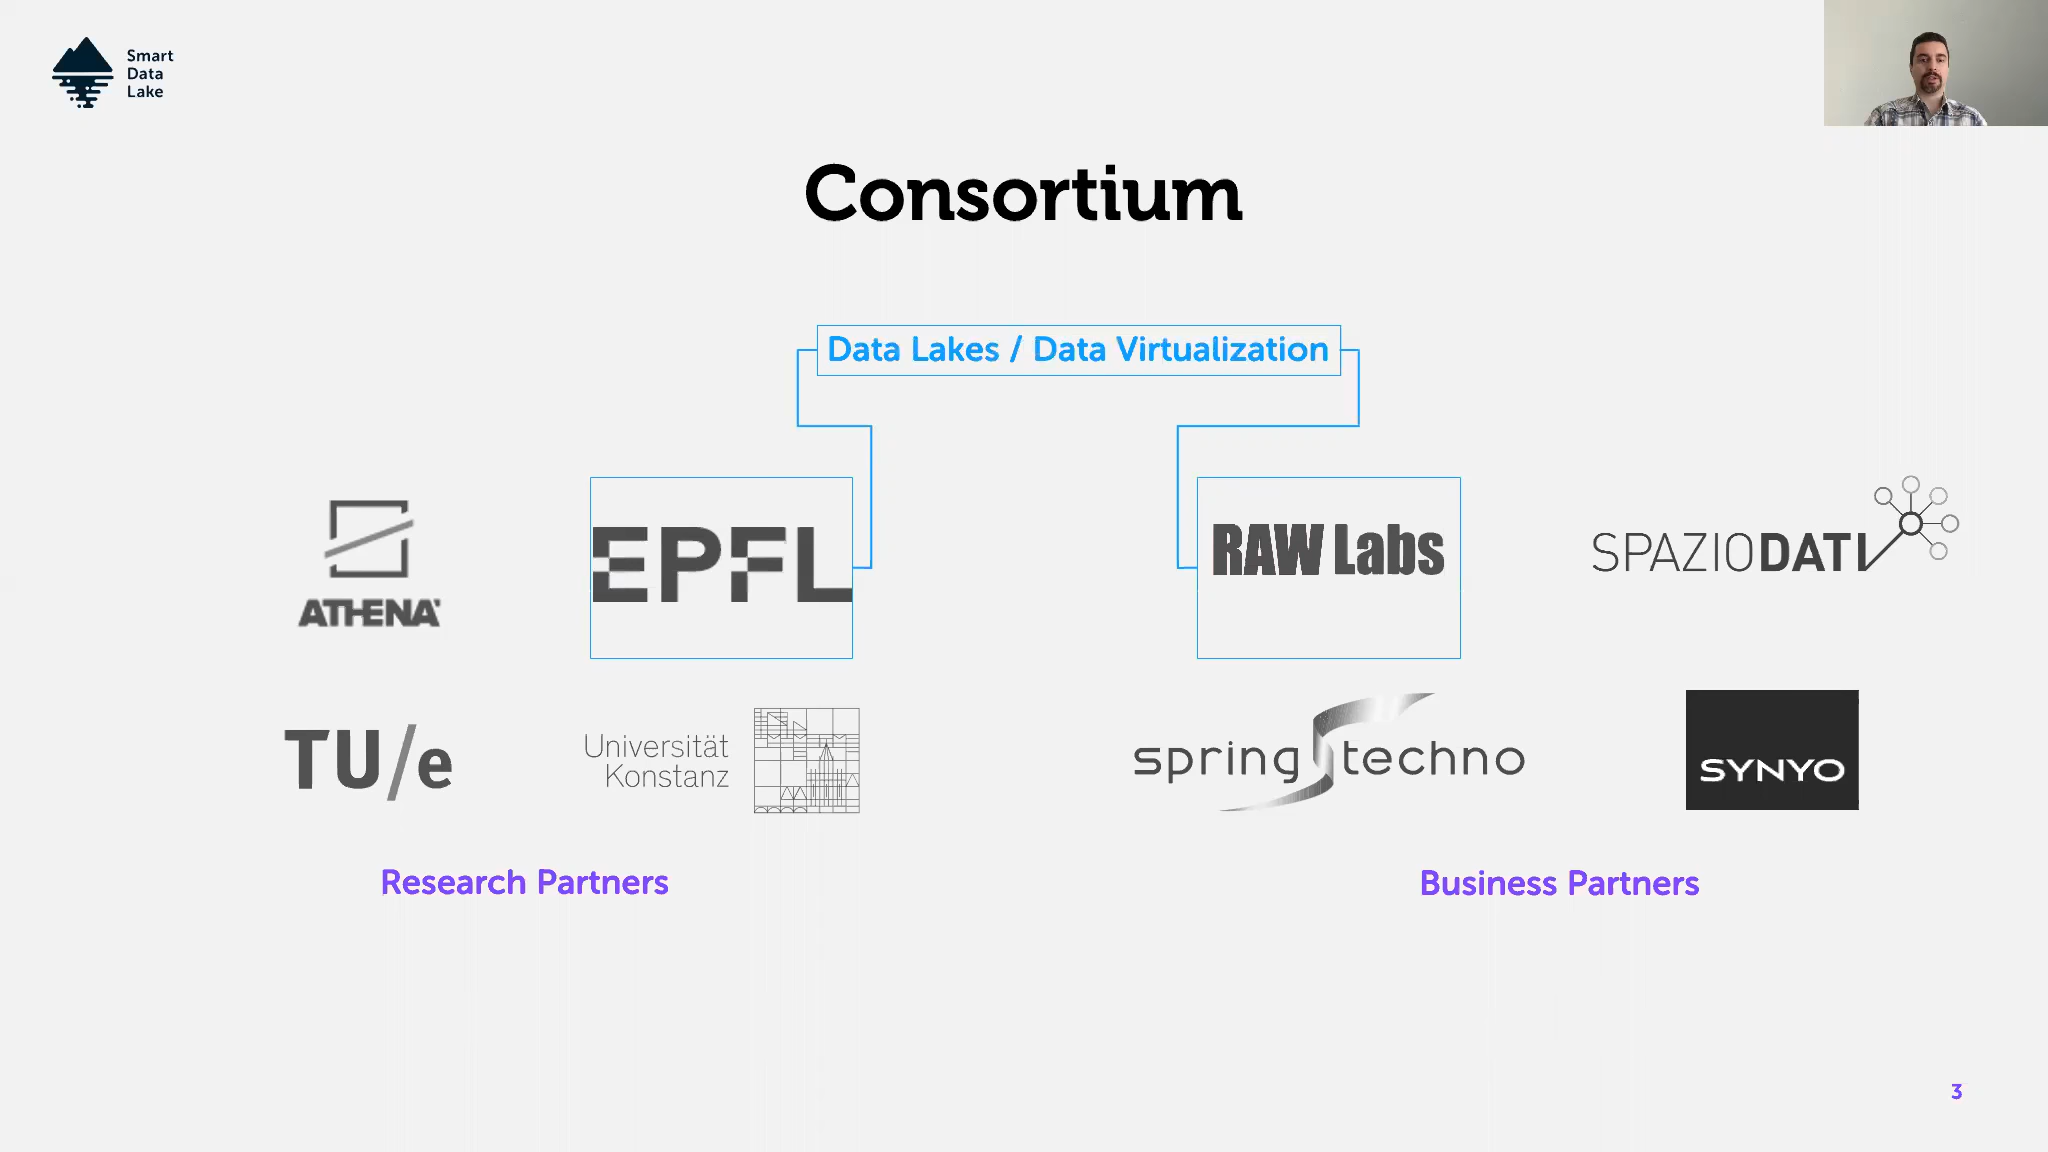 Smart
Data
Lake
Consortium
Data Lakes / Data Virtualization
ATHENA
EPFL
RAW Labs
SPAZIODATI
TU/e
Universität
Konstanz
spring techno
SYNYO
Research Partners
Business Partners
3